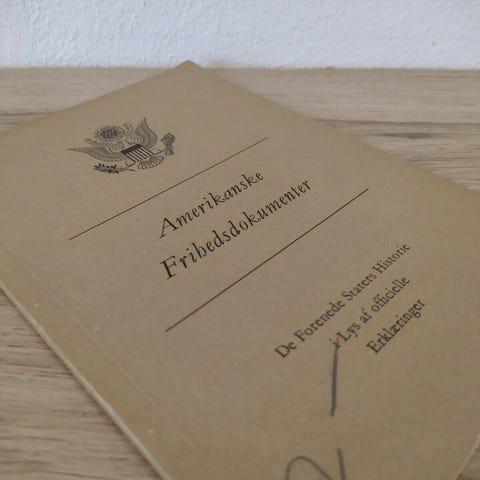 Amerikanske
Frihedsdokumenter
De Forenede Staters Historie
i Lys af officielle
Erklæringer